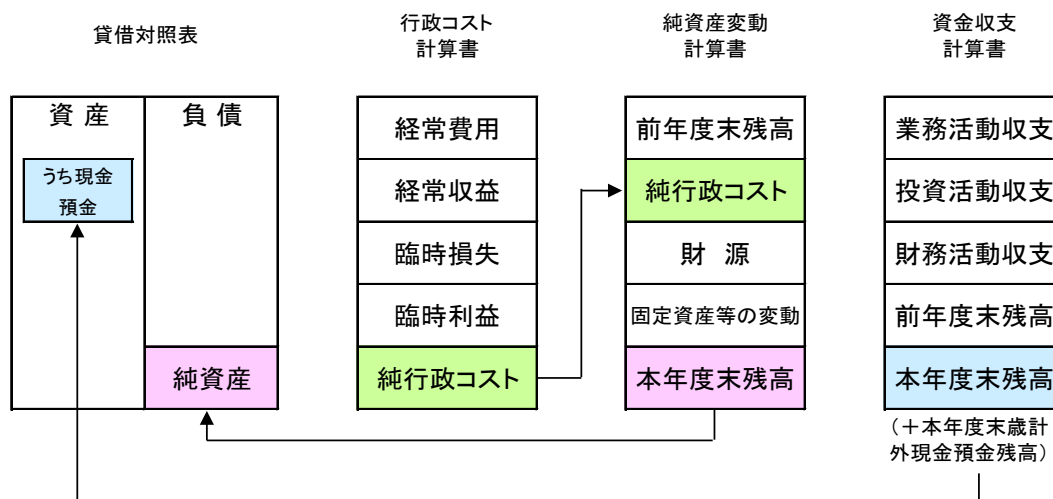 貸借対照表
行政コスト
計算書
純資産変動
計算書
資金収支
計算書
資 産
負 債
うち現金
預金
純資産
経常費用
経常収益
臨時損失
臨時利益
純行政コスト
前年度末残高
純行政コスト
財 源
固定資産等の変動
本年度末残高
業務活動収支
投資活動収支
財務活動収支
前年度末残高
本年度末残高
（＋本年度末歳計
外現金預金残高）